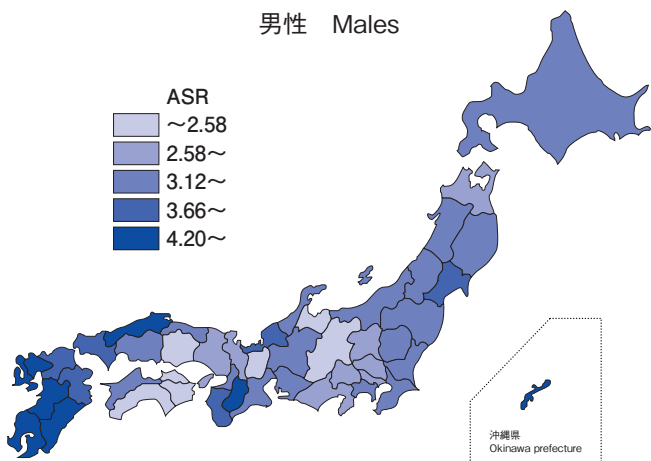 男性 Males
ASR
～2.58
2.58～
3.12～
3.66～
4.20～
沖縄県
Okinawa prefecture